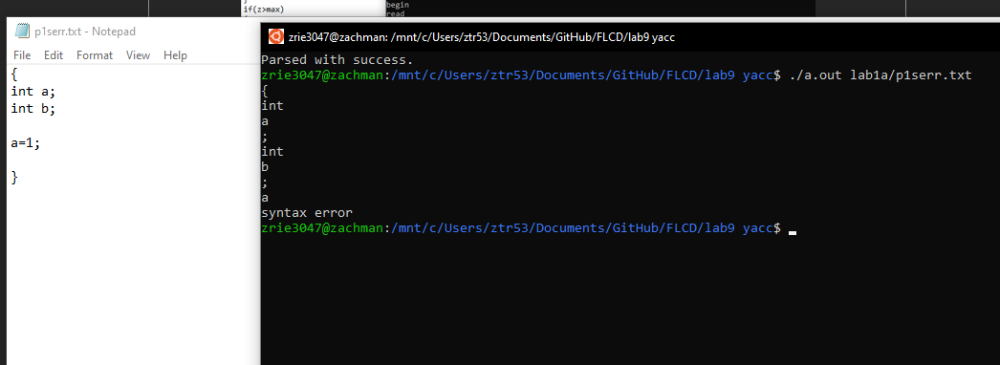 if(z>max)
begin
read
p1serr.txt - Notepad
File Edit Format View Help
{
int a;
int b;
a=1;
}
zrie3047@zachman: /mnt/c/Users/ztr53/Documents/GitHub/FLCD/lab9 yacc
Parsed with success.
zrie3047@zachman:/mnt/c/Users/ztr53/Documents/GitHub/FLCD/lab9 yacc$ ./a.out lab1a/p1serr.txt
{
int
a
;
int
b
;
a
syntax error
zrie3047@zachman:/mnt/c/Users/ztr53/Documents/GitHub/FLCD/lab9 yacc$